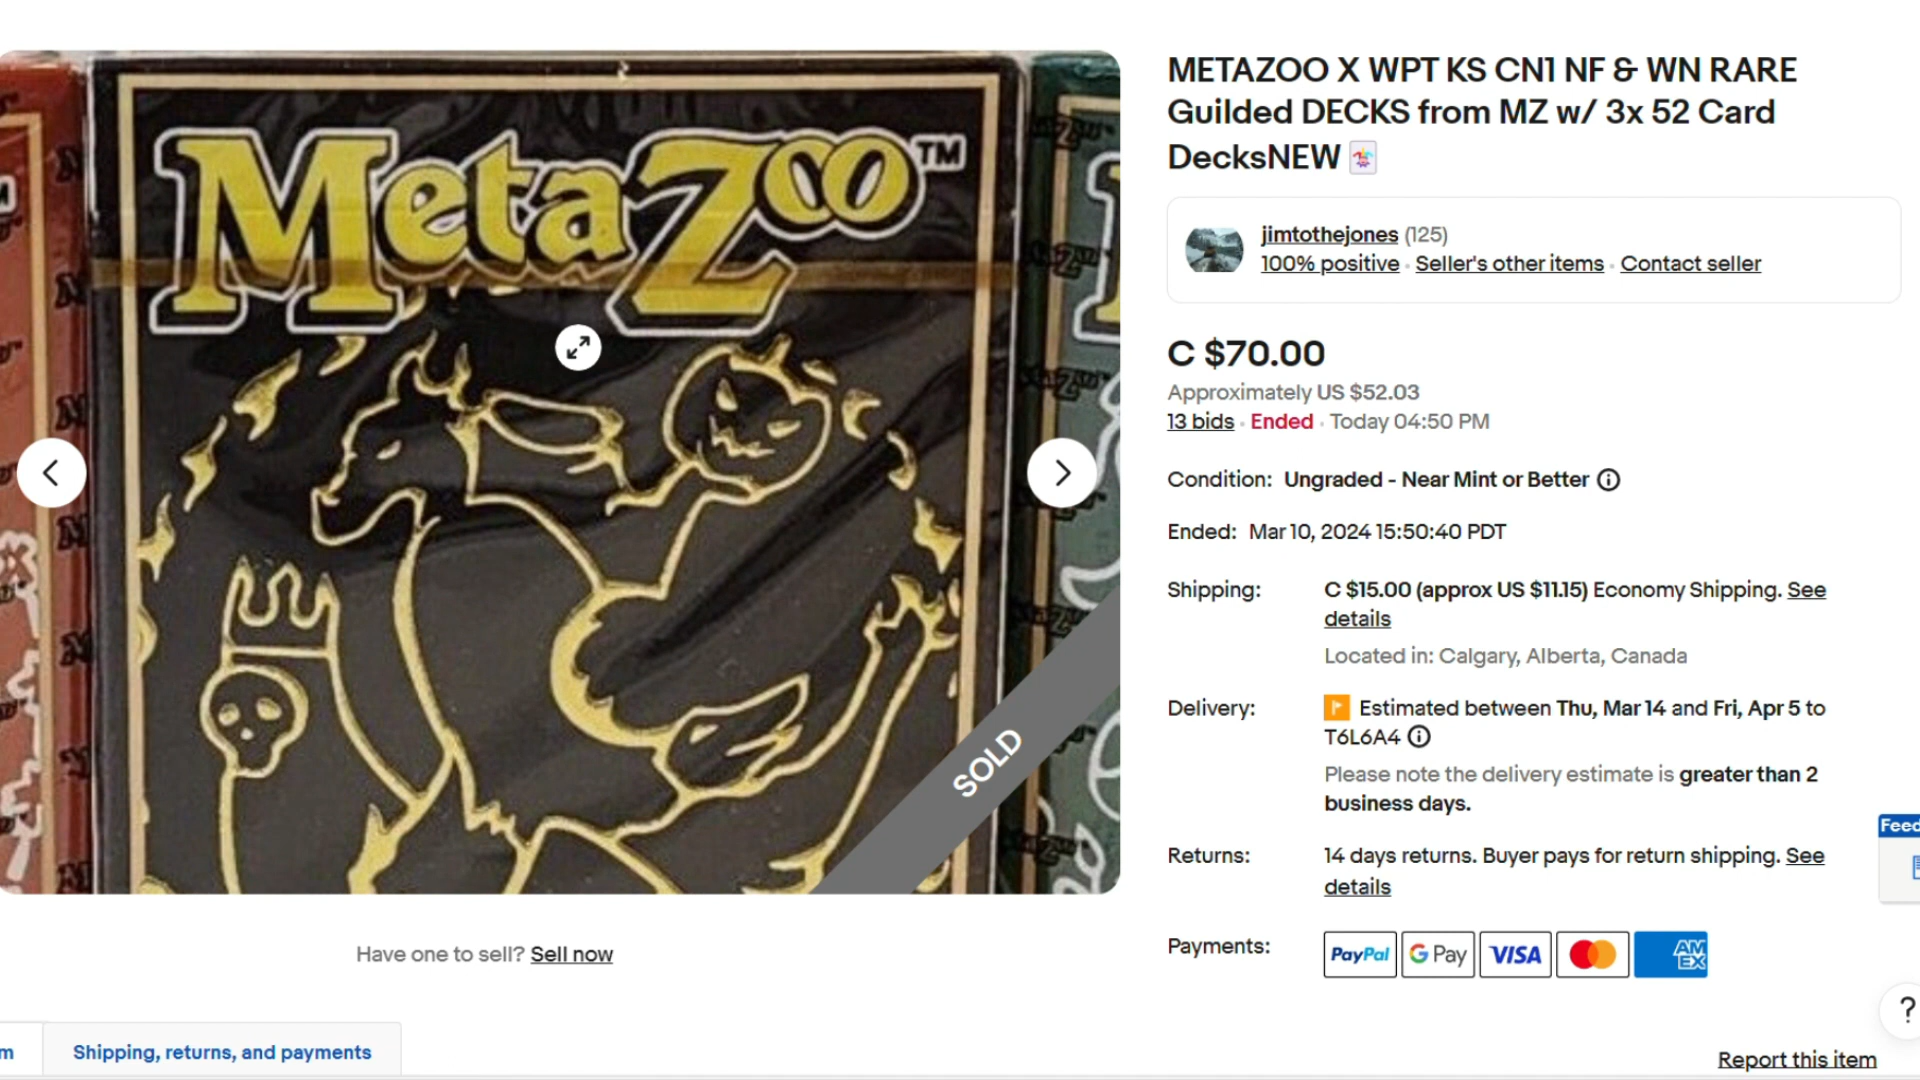 MetaZoo™
SOLD
METAZOO X WPT KS CN1 NF & WN RARE
Guilded DECKS from MZ w/ 3x 52 Card
DecksNEW
jimtothejones (125)
100% positive · Seller's other items · Contact seller
C $70.00
Approximately US $52.03
13 bids · Ended · Today 04:50 PM
Condition: Ungraded - Near Mint or Better
Ended: Mar 10, 2024 15:50:40 PDT
Shipping: C $15.00 (approx US $11.15) Economy Shipping. See
details
Located in: Calgary, Alberta, Canada
Delivery: Estimated between Thu, Mar 14 and Fri, Apr 5 to
T6L6A4
Please note the delivery estimate is greater than 2
business days.
Returns: 14 days returns. Buyer pays for return shipping. See
details
Payments: PayPal G Pay VISA AM EX
Have one to sell? Sell now
Feed
?
m
Shipping, returns, and payments
Report this item